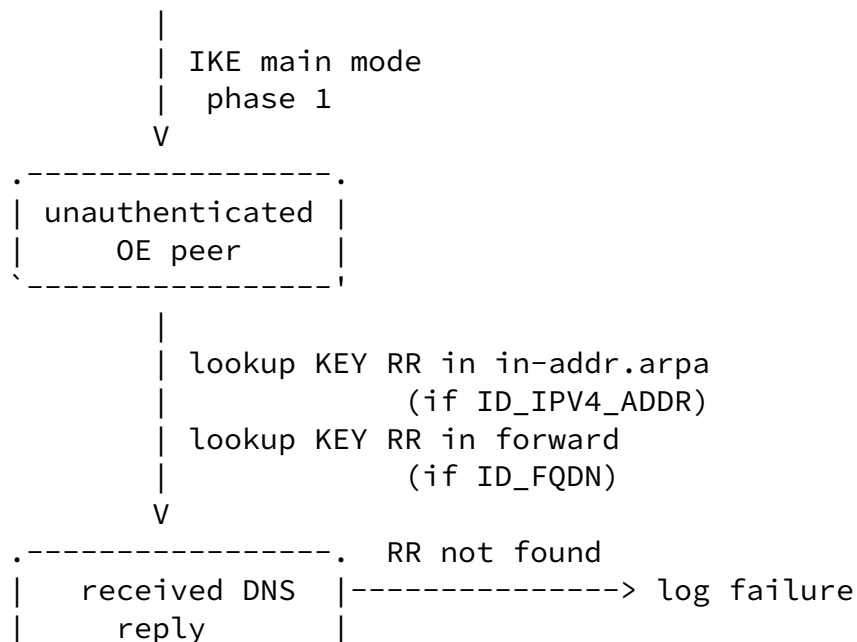 |
| IKE main mode
| phase 1
V
.-----------------.
| unauthenticated |
| OE peer |
`-----------------'
|
| lookup KEY RR in in-addr.arpa
| (if ID_IPV4_ADDR)
| lookup KEY RR in forward
| (if ID_FQDN)
V
.-----------------. RR not found
| received DNS |---------------> log failure
| reply |